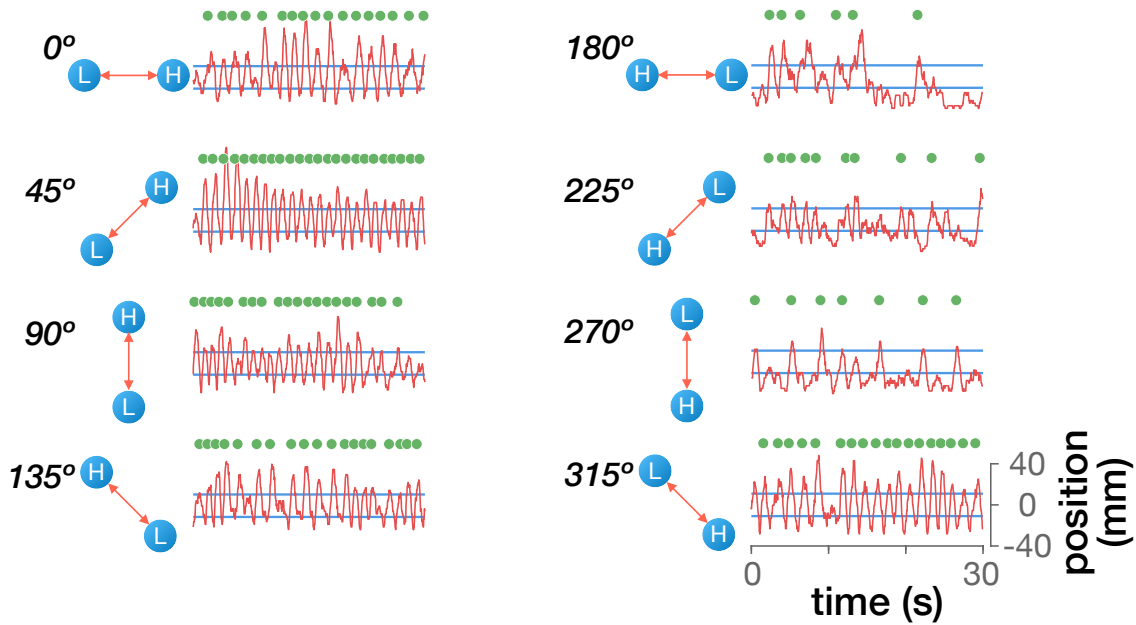 0º
L H
180º
H L
45º
H
L
225º
L
H
90º
H
L
270º
L
H
135º
H
L
315º
L
H
40
0
-40
position
(mm)
0 30
time (s)